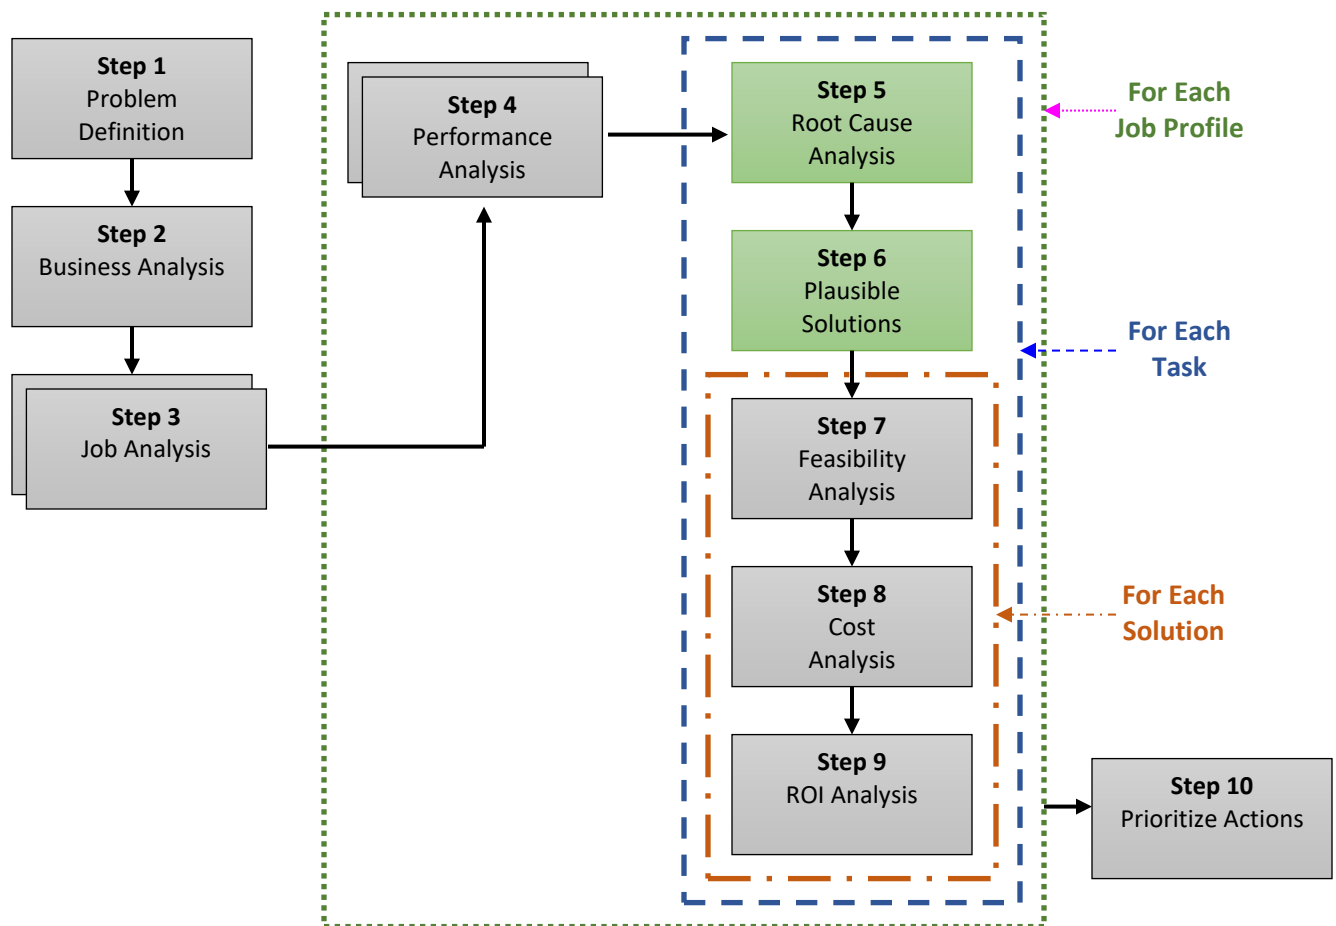 Step 1
Problem
Definition
Step 2
Business Analysis
Step 3
Job Analysis
Step 4
Performance
Analysis
Step 5
Root Cause
Analysis
Step 6
Plausible
Solutions
Step 7
Feasibility
Analysis
Step 8
Cost
Analysis
Step 9
ROI Analysis
Step 10
Prioritize Actions
For Each
Job Profile
For Each
Task
For Each
Solution